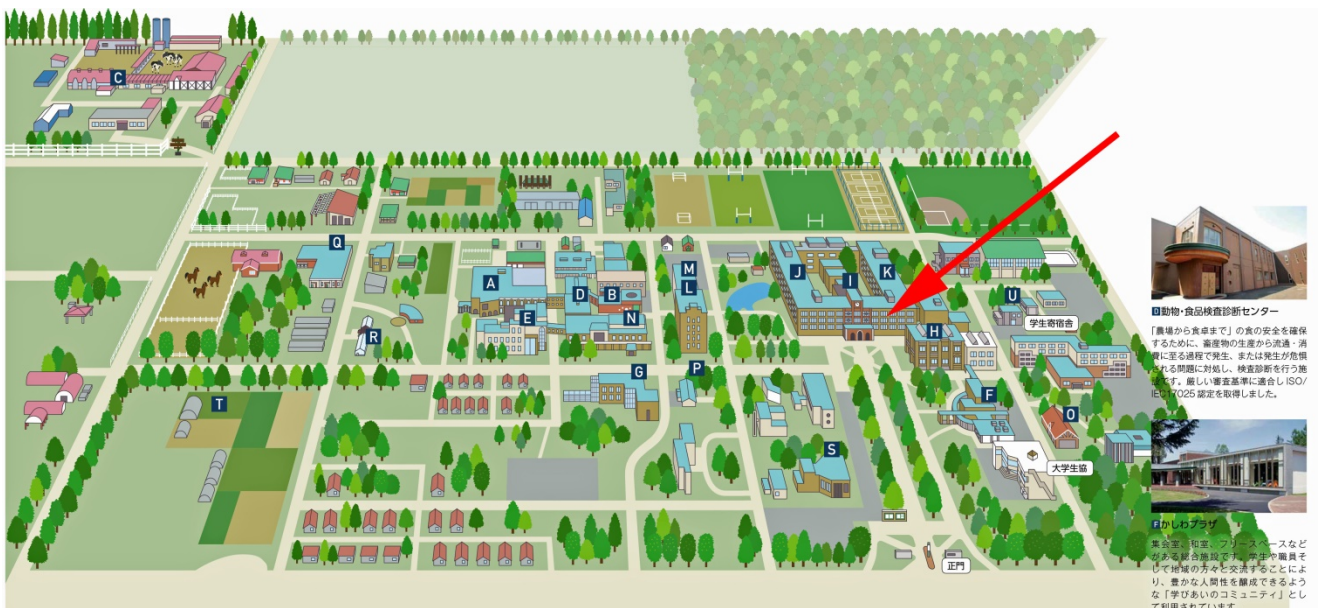 C
Q
A
D
B
E
N
M
L
J
I
K
H
U
学生寄宿舎
R
G
P
T
F
O
S
大学生協
正門
D動物・食品検査診断センター
「農場から食卓まで」の食の安全を確保
するために、畜産物の生産から流通・消
費に至る過程で発生、または発生が危惧
される問題に対処し、検査診断を行う施
設です。厳しい審査基準に適合しISO/
IEC17025 認定を取得しました。
Fかしわプラザ
集会室、和室、フリースペースなど
がある総合施設です。学生や職員そ
して地域の方々と交流することによ
り、豊かな人間性を醸成できるよう
な「学びあいのコミュニティ」とし
て利用されています。